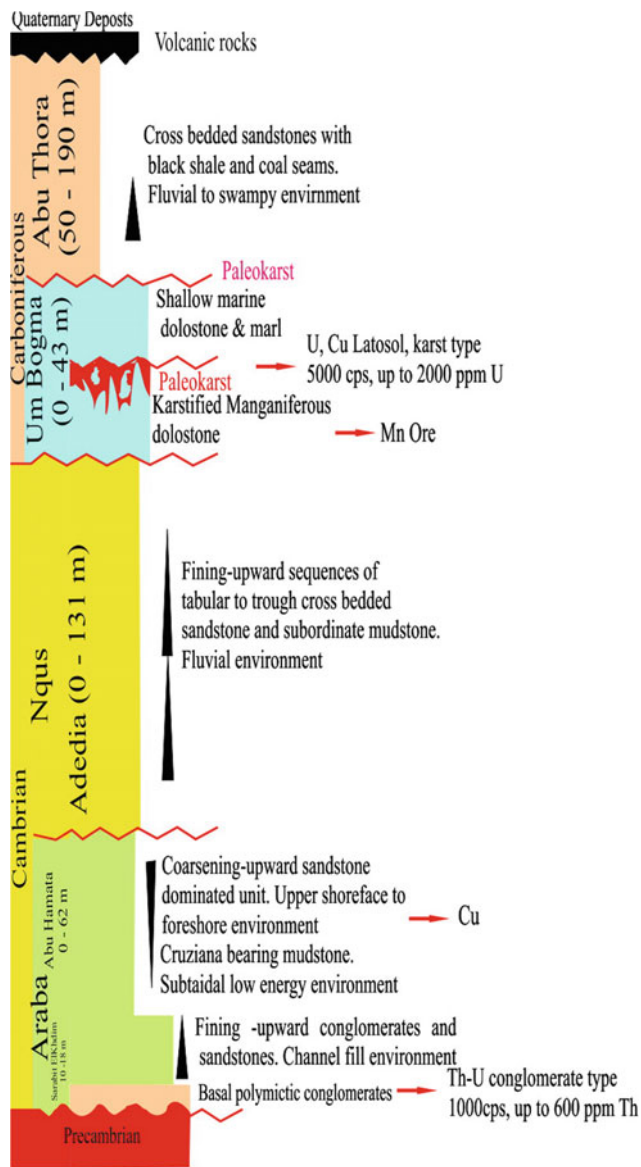 Quaternary Deposts
Volcanic rocks
Carboniferous
Abu Thora
(50 - 190 m)
Cross bedded sandstones with
black shale and coal seams.
Fluvial to swampy envirnment
Paleokarst
Um Bogma
(0 - 43 m)
Shallow marine
dolostone & marl
U, Cu Latosol, karst type
5000 cps, up to 2000 ppm U
Paleokarst
Karstified Manganiferous
dolostone
Mn Ore
Cambrian
Nqus
Adedia (0 - 131 m)
Fining-upward sequences of
tabular to trough cross bedded
sandstone and subordinate mudstone.
Fluvial environment
Araba
Abu Hamata
0 - 62 m
Coarsening-upward sandstone
dominated unit. Upper shoreface to
foreshore environment
Cu
Cruziana bearing mudstone.
Subtaidal low energy environment
Sarabit ElKhdim
10 -18 m
Fining -upward conglomerates and
sandstones. Channel fill environment
Basal polymictic conglomerates
Th-U conglomerate type
1000cps, up to 600 ppm Th
Precambrian